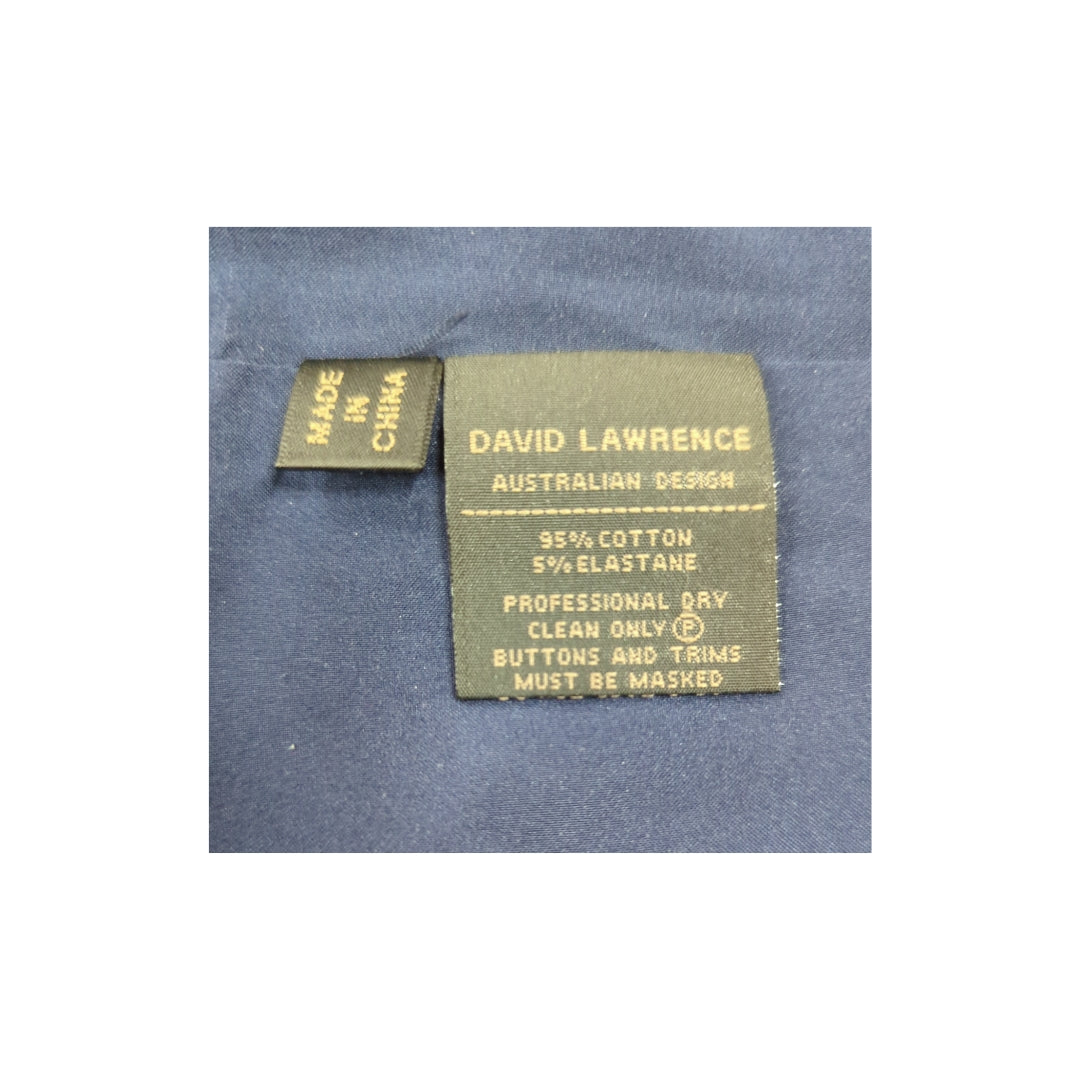 MADE
IN
CHINA
DAVID LAWRENCE
AUSTRALIAN DESIGN
95% COTTON
5% ELASTANE
PROFESSIONAL DRY
CLEAN ONLY Ⓟ
BUTTONS AND TRIMS
MUST BE MASKED